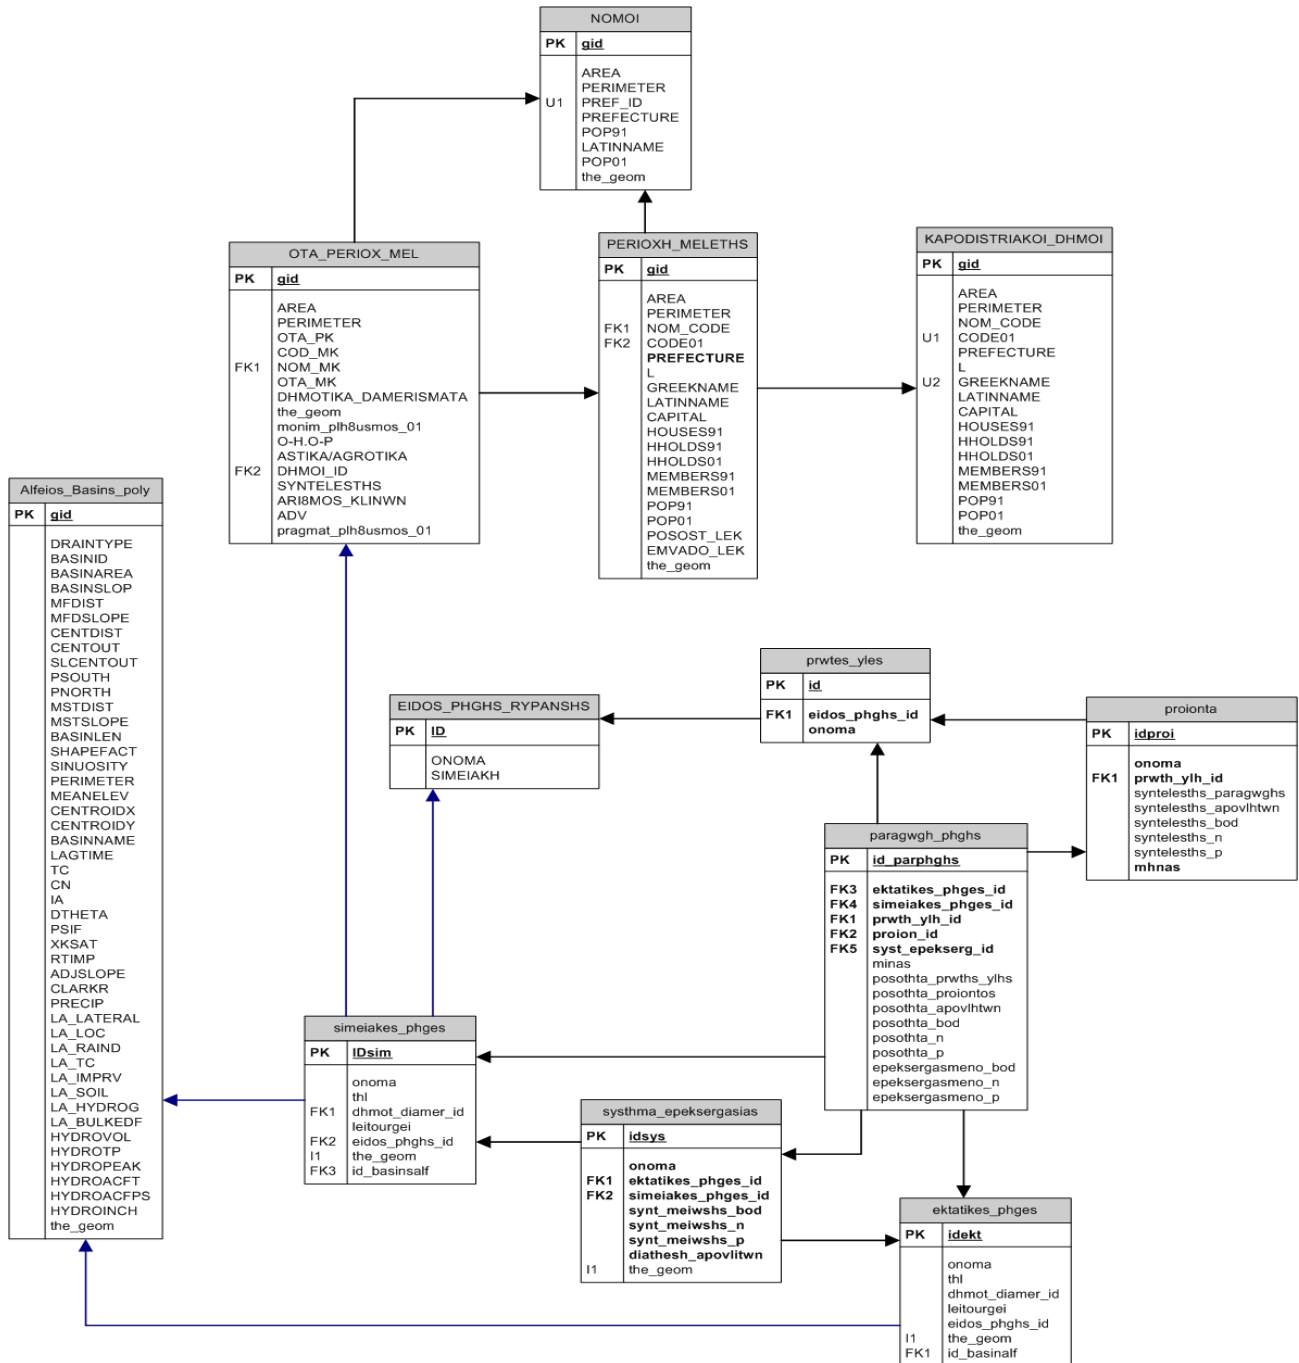 NOMOI
PK gid
AREA
PERIMETER
U1 PREF_ID
PREFECTURE
POP91
LATINNAME
POP01
the_geom
OTA_PERIOX_MEL
PK gid
AREA
PERIMETER
OTA_PK
COD_MK
FK1 NOM_MK
OTA_MK
DHMOTIKA_DAMERISMATA
the_geom
monim_plh8usmos_01
O-H.O-P
ASTIKA/AGROTIKA
FK2 DHMOI_ID
SYNTELESTHS
ARI8MOS_KLINWN
ADV
pragmat_plh8usmos_01
PERIOXH_MELETHS
PK gid
AREA
PERIMETER
FK1 NOM_CODE
FK2 CODE01
PREFECTURE
L
GREEKNAME
LATINNAME
CAPITAL
HOUSES91
HHOLDS91
HHOLDS01
MEMBERS91
MEMBERS01
POP91
POP01
POSOST_LEK
EMVADO_LEK
the_geom
KAPODISTRIAKOI_DHMOI
PK gid
AREA
PERIMETER
NOM_CODE
U1 CODE01
PREFECTURE
L
U2 GREEKNAME
LATINNAME
CAPITAL
HOUSES91
HHOLDS91
HHOLDS01
MEMBERS91
MEMBERS01
POP91
POP01
the_geom
Alfeios_Basins_poly
PK gid
DRAINTYPE
BASINID
BASINAREA
BASINSLOP
MFDIST
MFDSLOPE
CENTDIST
CENTOUT
SLCENTOUT
PSOUTH
PNORTH
MSTDIST
MSTSLOPE
BASINLEN
SHAPEFACT
SINUOSITY
PERIMETER
MEANELEV
CENTROIDX
CENTROIDY
BASINNAME
LAGTIME
TC
CN
IA
DTHETA
PSIF
XKSAT
RTIMP
ADJSLOPE
CLARKR
PRECIP
LA_LATERAL
LA_LOC
LA_RAIND
LA_TC
LA_IMPRV
LA_SOIL
LA_HYDROG
LA_BULKEDF
HYDROVOL
HYDROTP
HYDROPEAK
HYDROACFT
HYDROACFPS
HYDROINCH
the_geom
EIDOS_PHGHS_RYPANSHS
PK ID
ONOMA
SIMEIAKH
prwtes_yles
PK id
FK1 eidos_phghs_id
onoma
proionta
PK idproi
onoma
FK1 prwth_ylh_id
syntelesths_paragwghs
syntelesths_apovlhtwn
syntelesths_bod
syntelesths_n
syntelesths_p
mhnas
paragwgh_phghs
PK id_parphghs
FK3 ektatikes_phges_id
FK4 simeiakes_phges_id
FK1 prwth_ylh_id
FK2 proion_id
FK5 syst_epekserg_id
minas
posothta_prwths_ylhs
posothta_proiontos
posothta_apovlhtwn
posothta_bod
posothta_n
posothta_p
epeksergasmeno_bod
epeksergasmeno_n
epeksergasmeno_p
simeiakes_phges
PK IDsim
onoma
thl
FK1 dhmot_diamer_id
leitourgei
FK2 eidos_phghs_id
I1 the_geom
FK3 id_basinsalf
systhma_epeksergasias
PK idsys
onoma
FK1 ektatikes_phges_id
FK2 simeiakes_phges_id
synt_meiwshs_bod
synt_meiwshs_n
synt_meiwshs_p
diathesh_apovlitwn
I1 the_geom
ektatikes_phges
PK idekt
onoma
thl
dhmot_diamer_id
leitourgei
eidos_phghs_id
I1 the_geom
FK1 id_basinalf